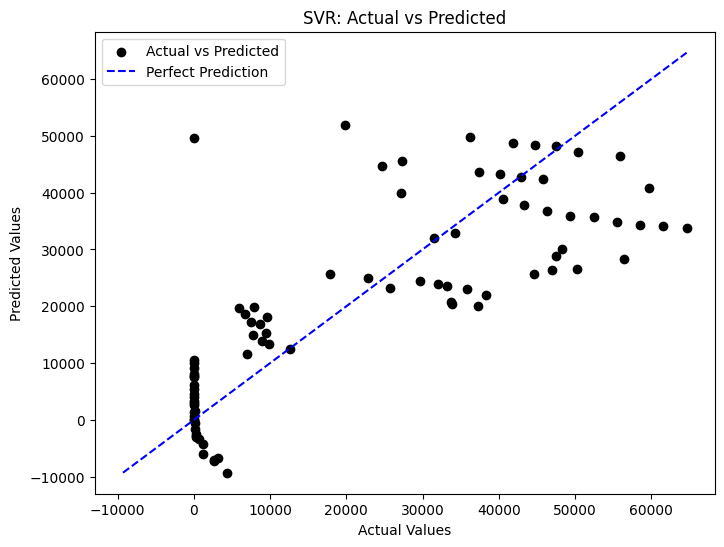 SVR: Actual vs Predicted
Actual vs Predicted
Perfect Prediction
60000
50000
40000
30000
20000
10000
0
−10000
Predicted Values
−10000 0 10000 20000 30000 40000 50000 60000
Actual Values